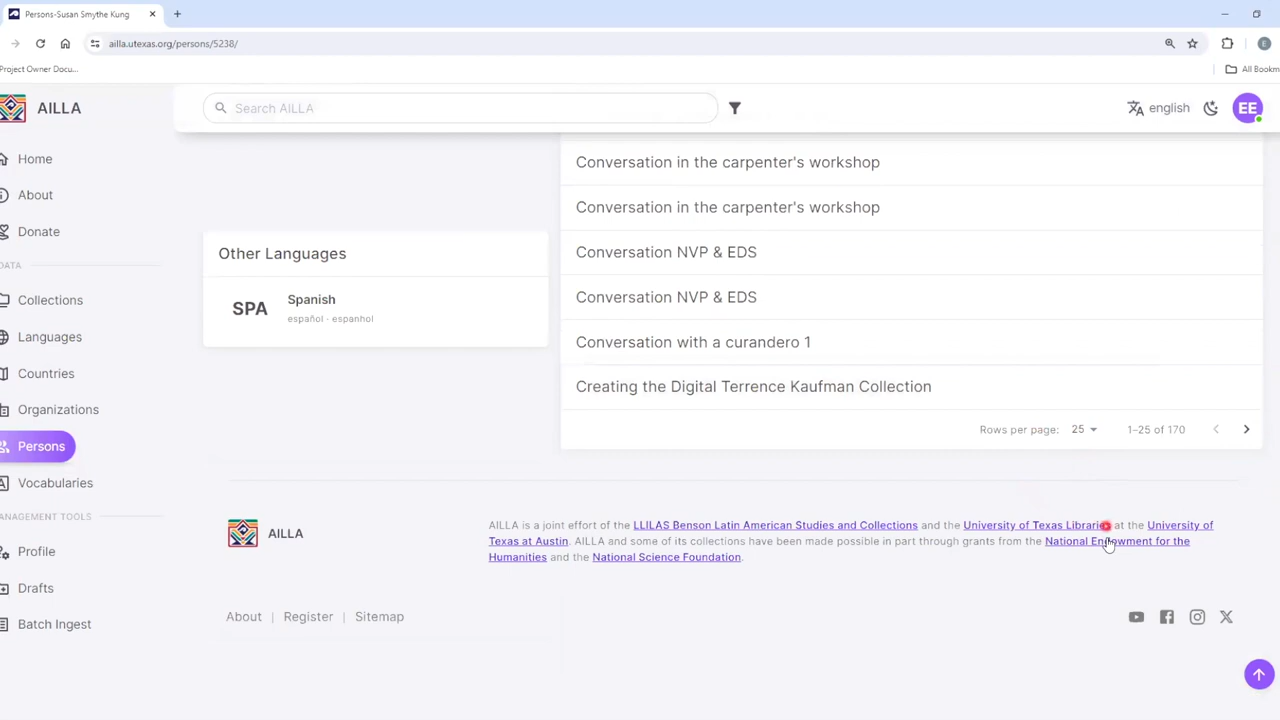 Persons-Susan Smythe Kung
ailla.utexas.org/persons/5238/
Project Owner Docu...
All Bookm
AILLA
Search AILLA
english
EE
Home
About
Donate
DATA
Collections
Languages
Countries
Organizations
Persons
Vocabularies
MANAGEMENT TOOLS
Profile
Drafts
Batch Ingest
Other Languages
SPA
Spanish
español - espanhol
Conversation in the carpenter's workshop
Conversation in the carpenter's workshop
Conversation NVP & EDS
Conversation NVP & EDS
Conversation with a curandero 1
Creating the Digital Terrence Kaufman Collection
Rows per page: 25 1–25 of 170
AILLA
AILLA is a joint effort of the LLILAS Benson Latin American Studies and Collections and the University of Texas Libraries at the University of
Texas at Austin. AILLA and some of its collections have been made possible in part through grants from the National Endowment for the
Humanities and the National Science Foundation.
About | Register | Sitemap